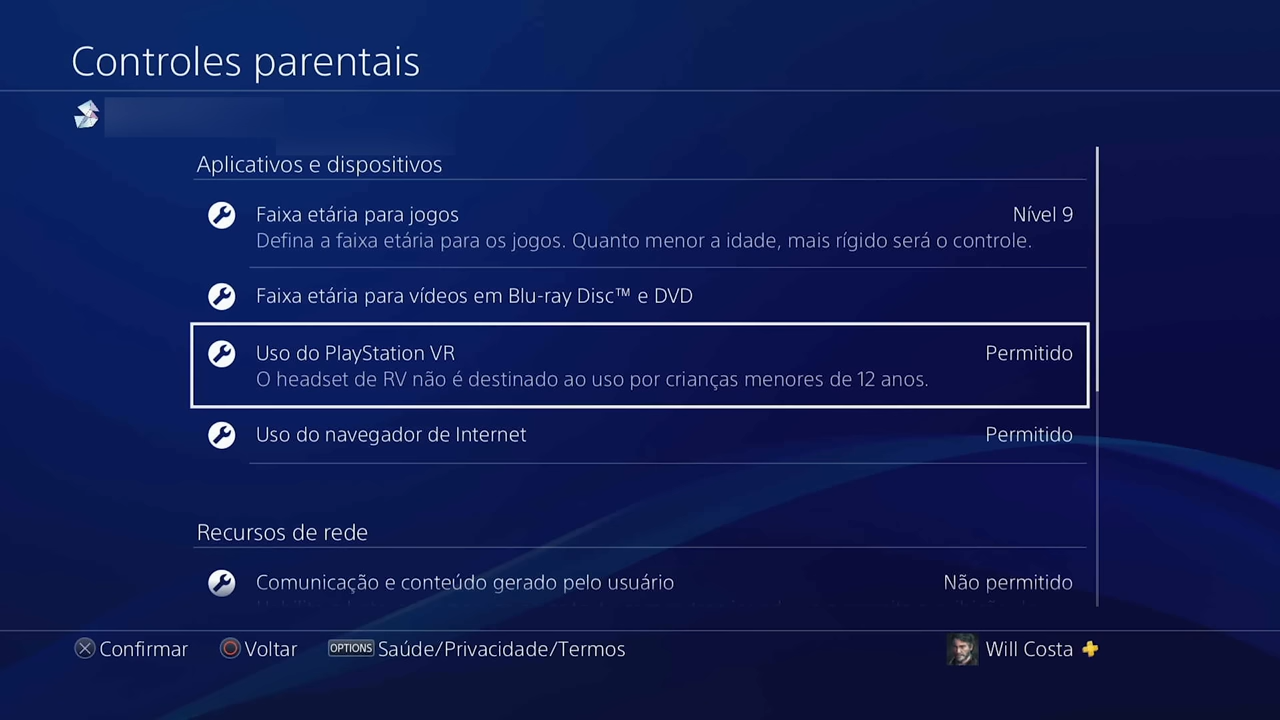 Controles parentais
Aplicativos e dispositivos
Faixa etária para jogos Nível 9
Defina a faixa etária para os jogos. Quanto menor a idade, mais rígido será o controle.
Faixa etária para vídeos em Blu-ray Disc™ e DVD
Uso do PlayStation VR Permitido
O headset de RV não é destinado ao uso por crianças menores de 12 anos.
Uso do navegador de Internet Permitido
Recursos de rede
Comunicação e conteúdo gerado pelo usuário Não permitido
Confirmar Voltar OPTIONS Saúde/Privacidade/Termos Will Costa